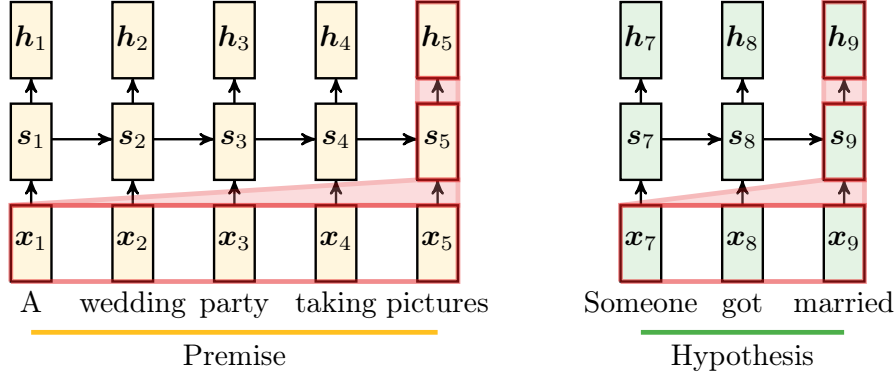 h₁ h₂ h₃ h₄ h₅ h₇ h₈ h₉
s₁ s₂ s₃ s₄ s₅ s₇ s₈ s₉
x₁ x₂ x₃ x₄ x₅ x₇ x₈ x₉
A wedding party taking pictures Someone got married
Premise Hypothesis